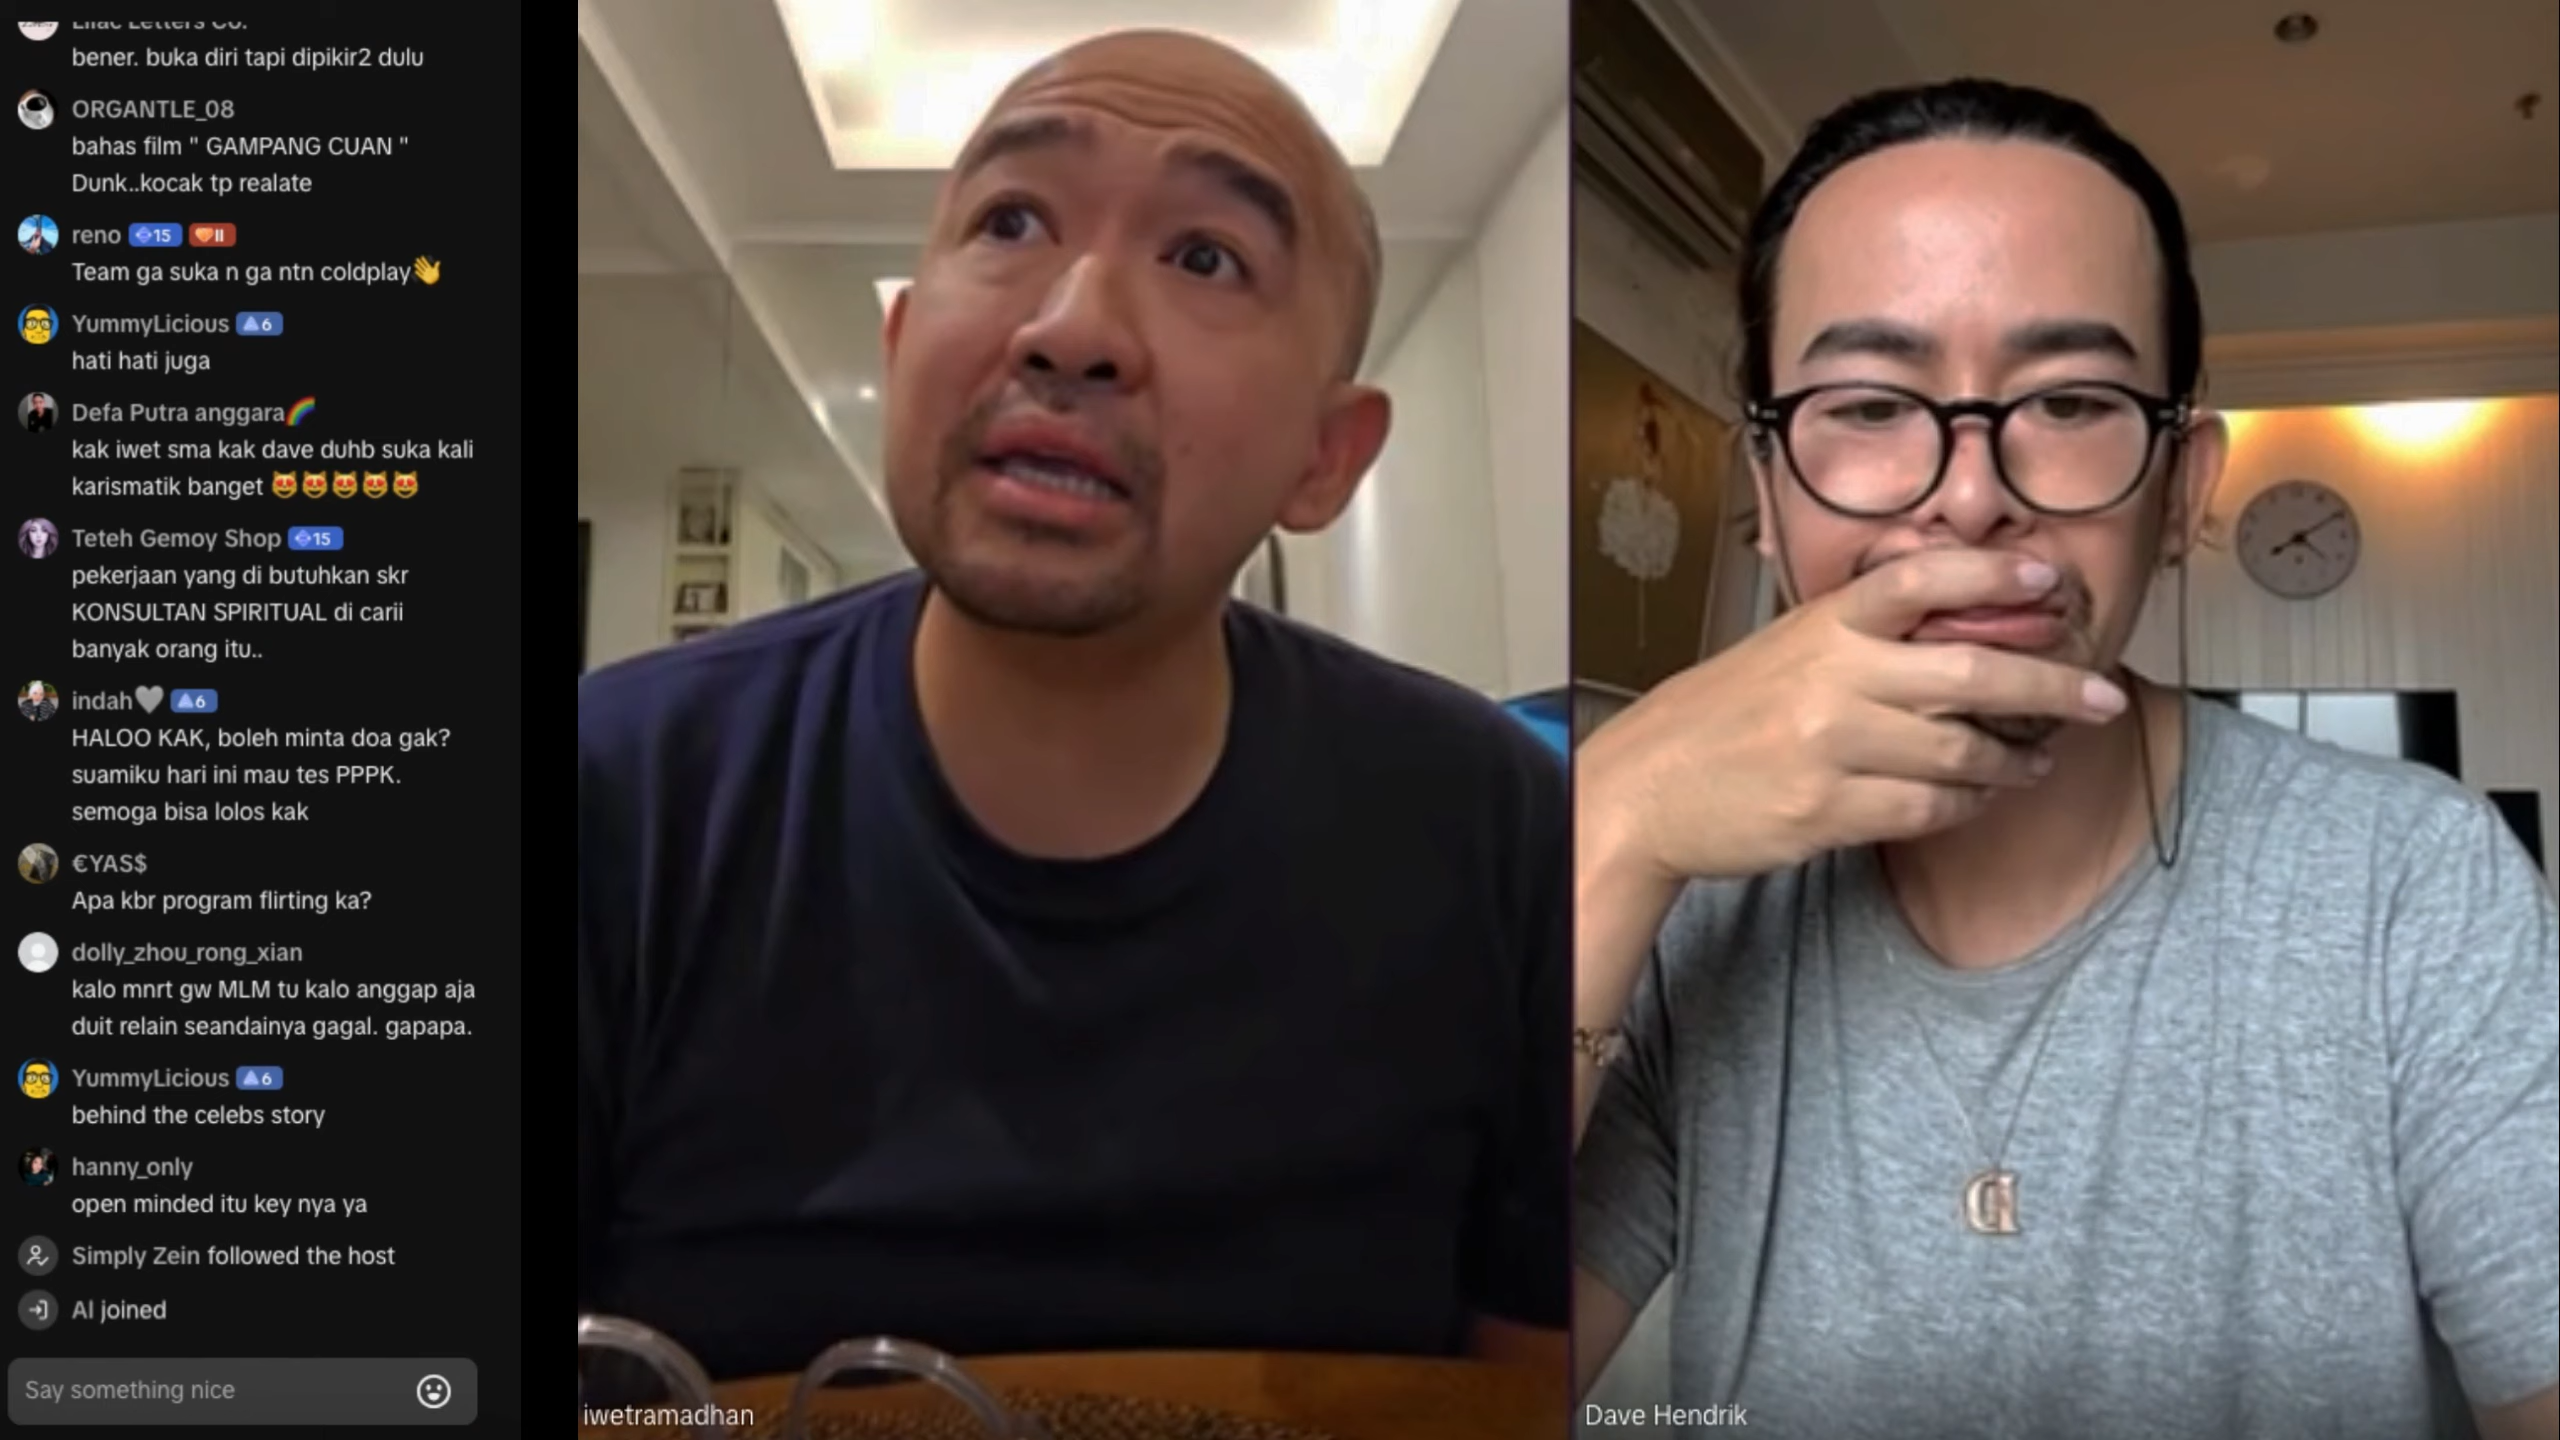 Lilac Letters Co.
bener. buka diri tapi dipikir2 dulu
ORGANTLE_08
bahas film " GAMPANG CUAN "
Dunk..kocak tp realate
reno 15 II
Team ga suka n ga ntn coldplay👋
YummyLicious 6
hati hati juga
Defa Putra anggara🌈
kak iwet sma kak dave duhb suka kali
karismatik banget 😻😻😻😻😻
Teteh Gemoy Shop 15
pekerjaan yang di butuhkan skr
KONSULTAN SPIRITUAL di carii
banyak orang itu..
indah🩶 6
HALOO KAK, boleh minta doa gak?
suamiku hari ini mau tes PPPK.
semoga bisa lolos kak
€YAS$
Apa kbr program flirting ka?
dolly_zhou_rong_xian
kalo mnrt gw MLM tu kalo anggap aja
duit relain seandainya gagal. gapapa.
YummyLicious 6
behind the celebs story
hanny_only
open minded itu key nya ya
Simply Zein followed the host
Al joined
Say something nice
iwetramadhan
Dave Hendrik